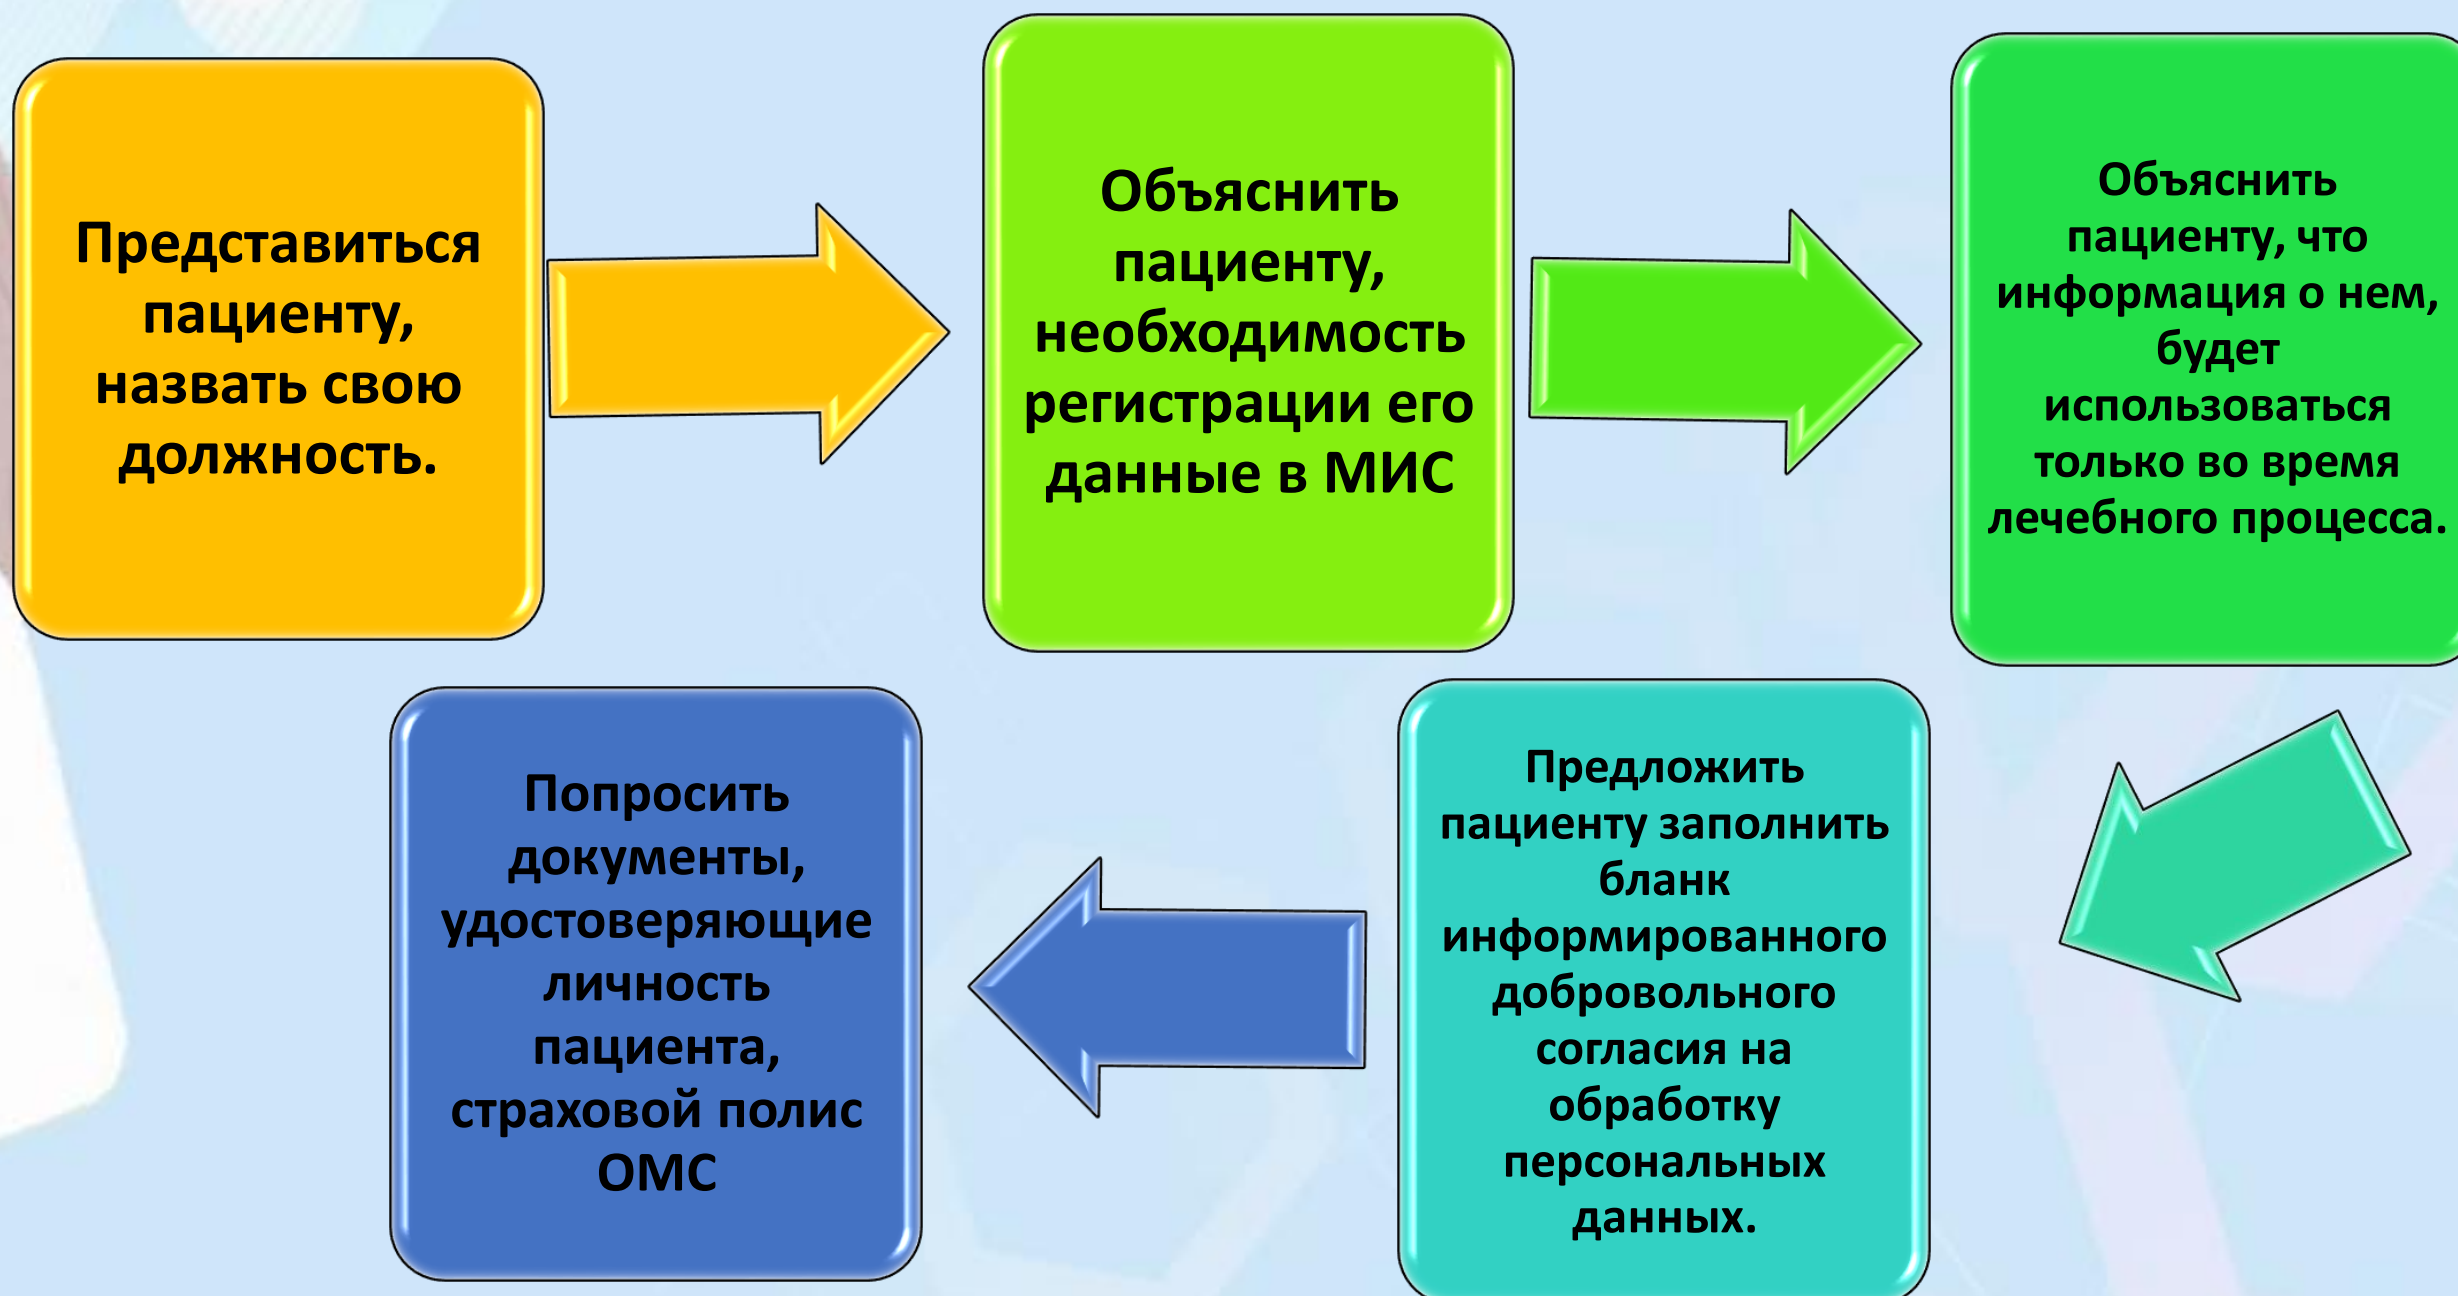 Представиться
пациенту,
назвать свою
должность.
Объяснить
пациенту,
необходимость
регистрации его
данные в МИС
Объяснить
пациенту, что
информация о нем,
будет
использоваться
только во время
лечебного процесса.
Предложить
пациенту заполнить
бланк
информированного
добровольного
согласия на
обработку
персональных
данных.
Попросить
документы,
удостоверяющие
личность
пациента,
страховой полис
ОМС